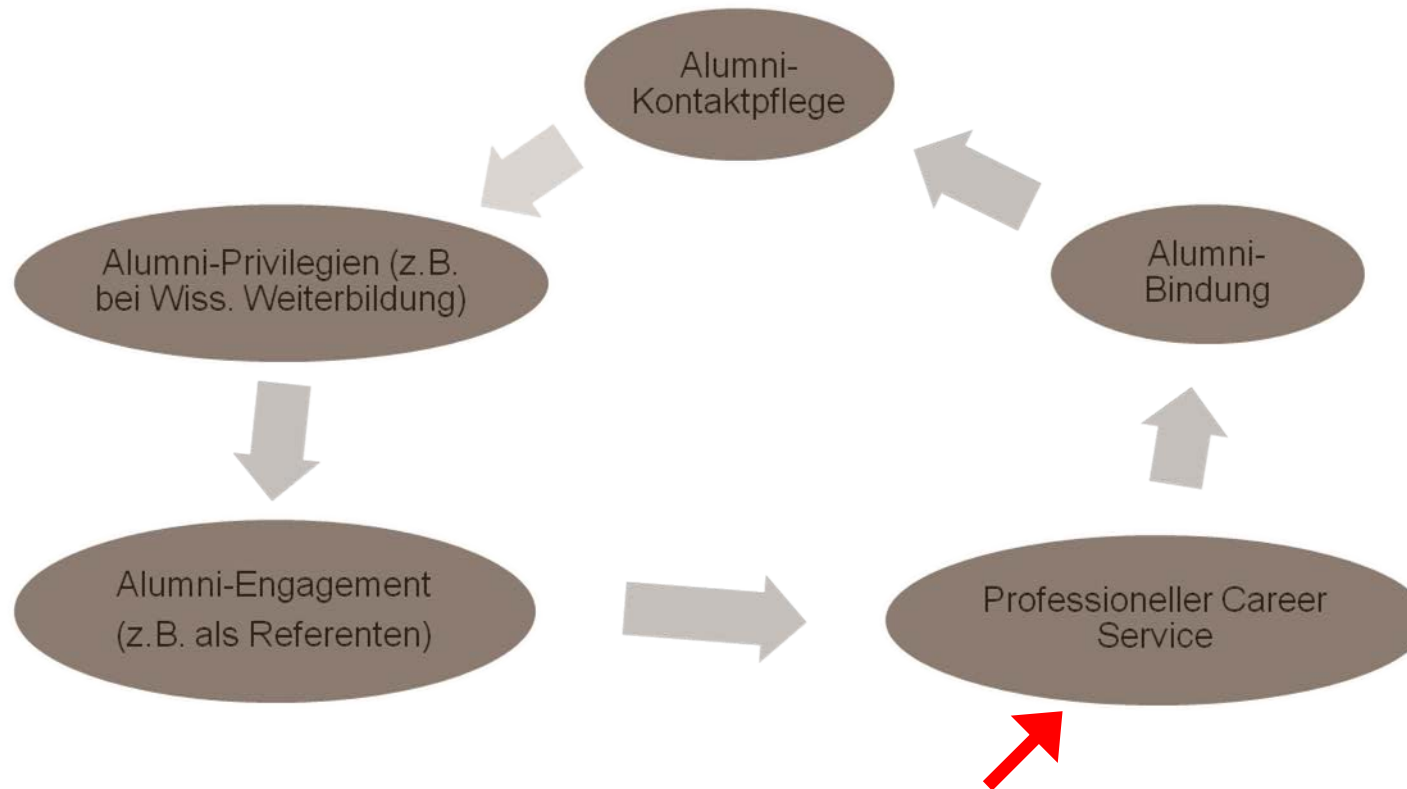 Alumni-
Kontaktpflege
Alumni-Privilegien (z.B.
bei Wiss. Weiterbildung)
Alumni-
Bindung
Alumni-Engagement
(z.B. als Referenten)
Professioneller Career
Service